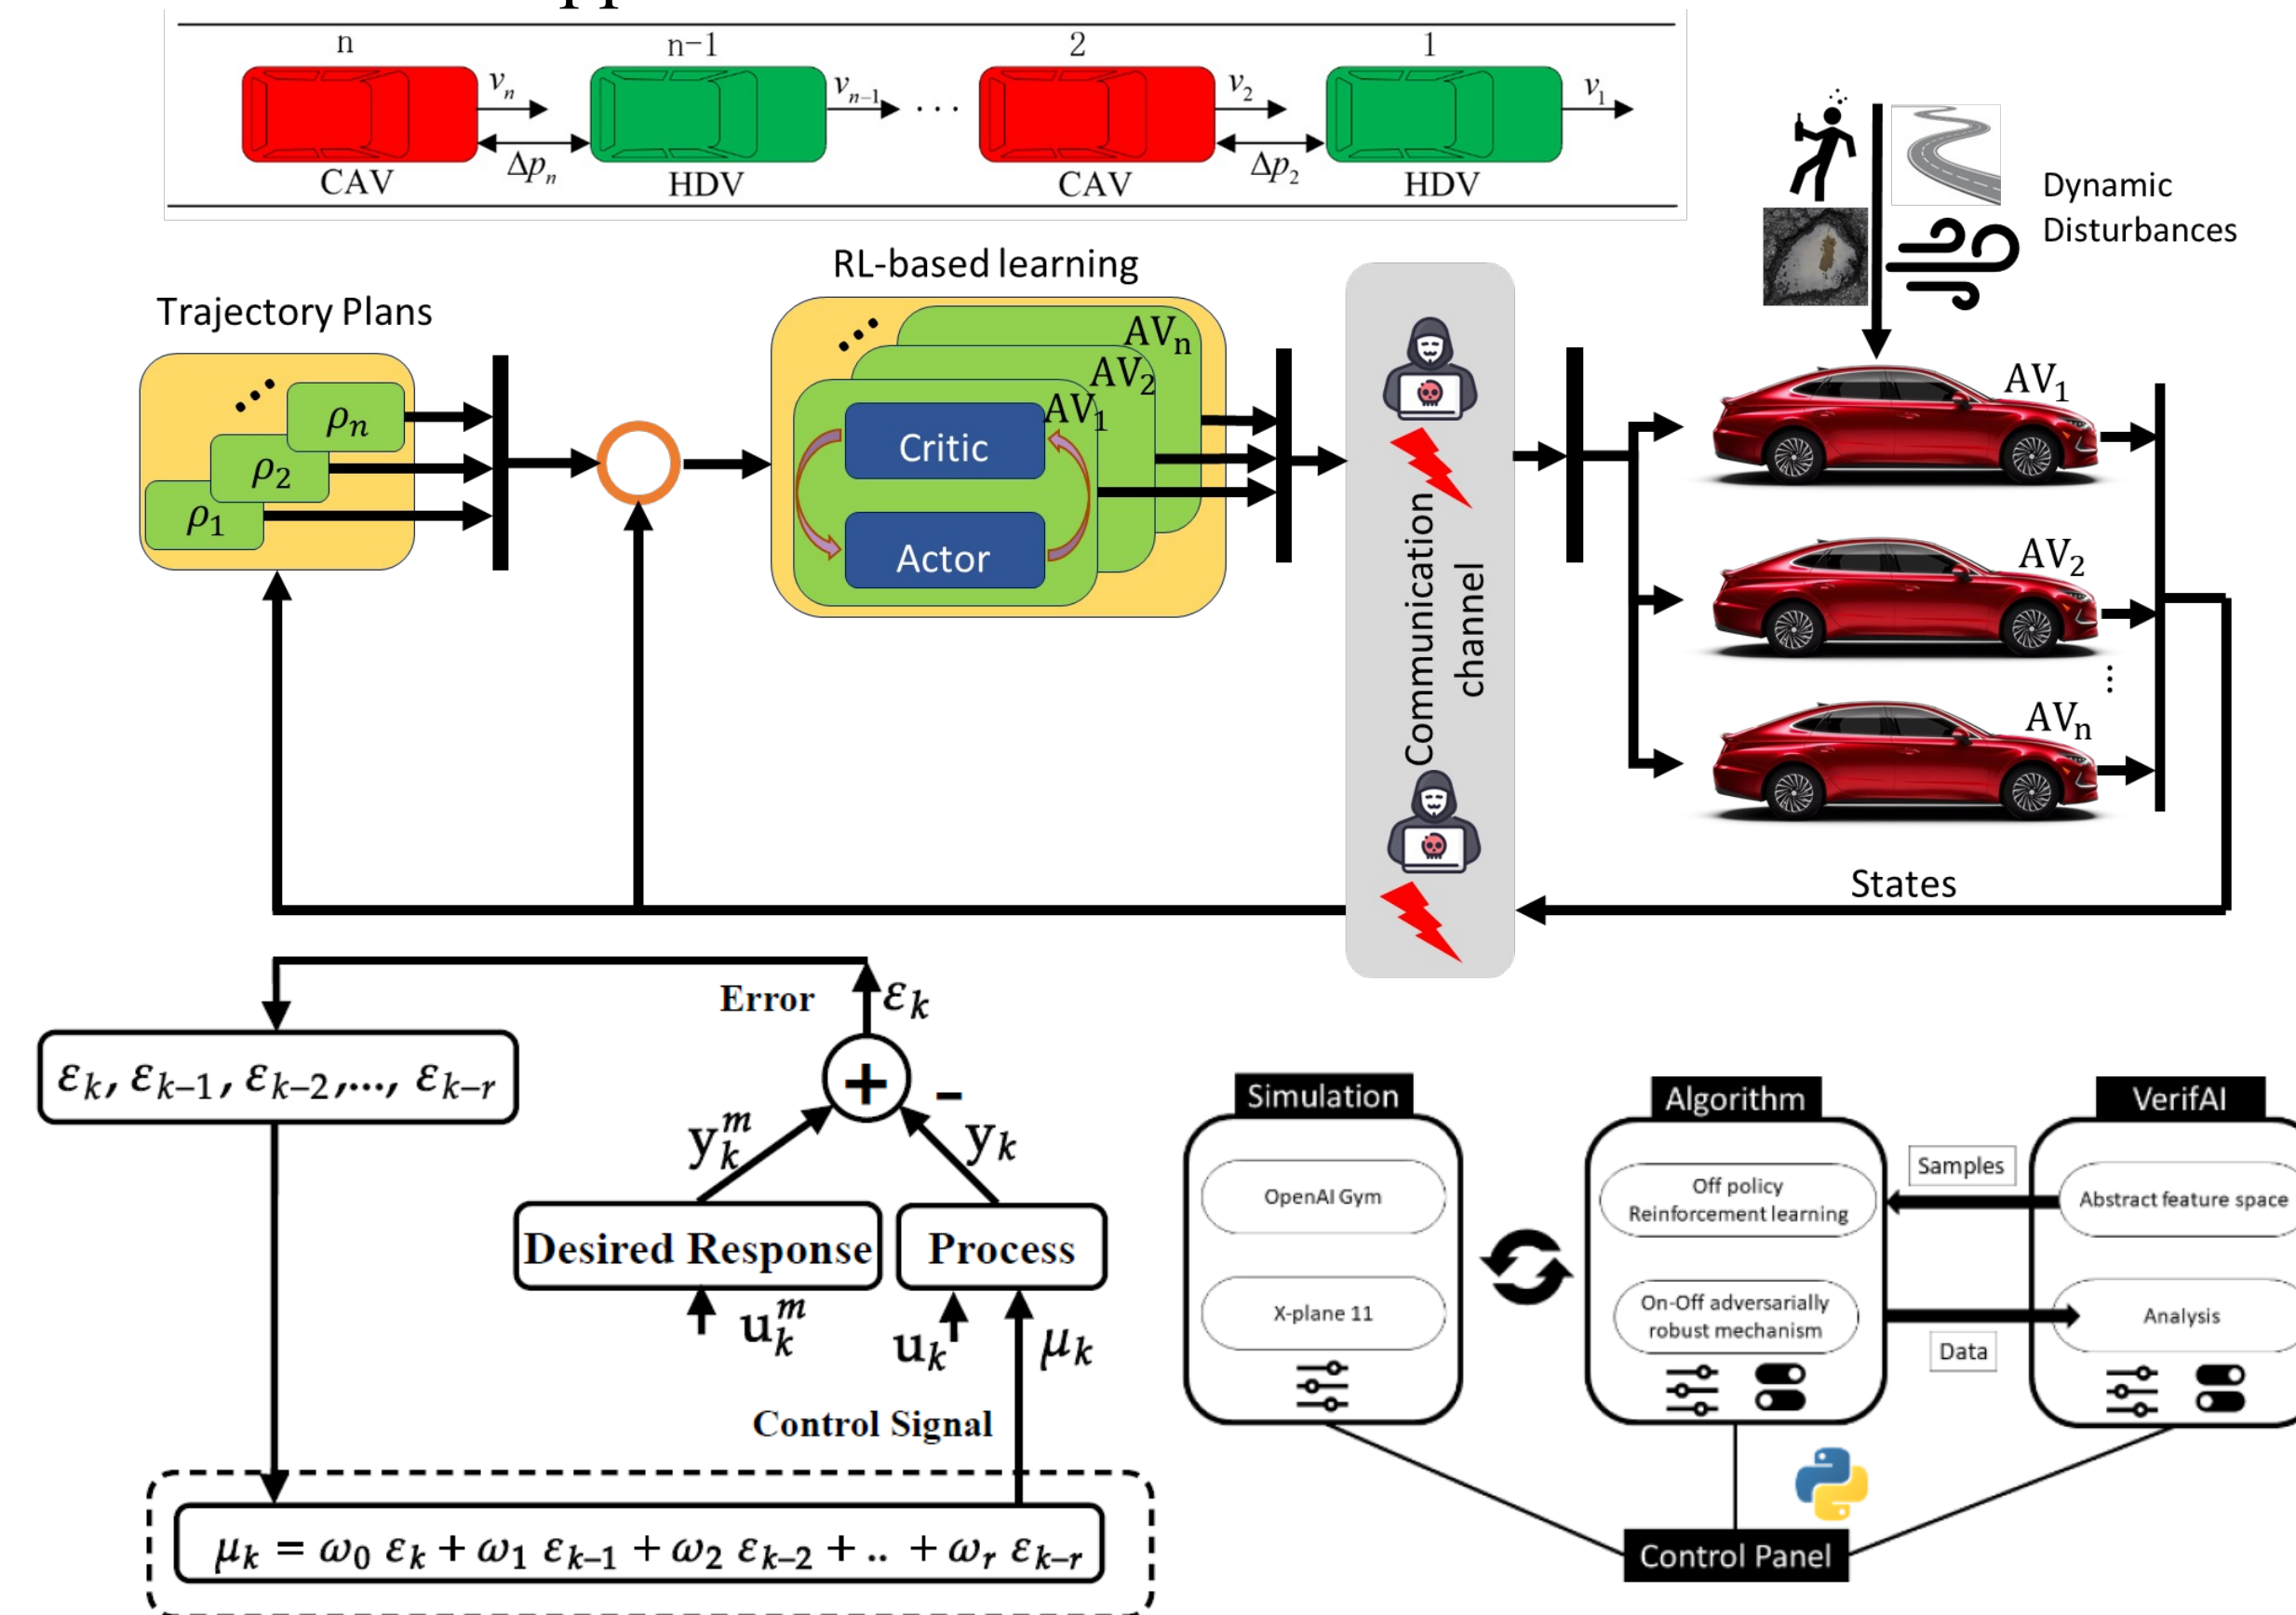 n n-1 2 1
v_n v_{n-1} ... v_2 v_1
Δp_n Δp_2
CAV HDV CAV HDV
Dynamic
Disturbances
RL-based learning
Trajectory Plans
AV_n
AV_2
AV_1
ρ_n
ρ_2
ρ_1
Critic
Actor
Communication
channel
AV_1
AV_2
AV_n
States
Error ε_k
ε_k, ε_{k-1}, ε_{k-2},..., ε_{k-r}
+ -
y_k^m y_k
Desired Response Process
u_k^m u_k μ_k
Control Signal
μ_k = ω_0 ε_k + ω_1 ε_{k-1} + ω_2 ε_{k-2} + .. + ω_r ε_{k-r}
Simulation
OpenAI Gym
X-plane 11
Algorithm
Off policy
Reinforcement learning
On-Off adversarially
robust mechanism
Samples
Data
VerifAI
Abstract feature space
Analysis
Control Panel